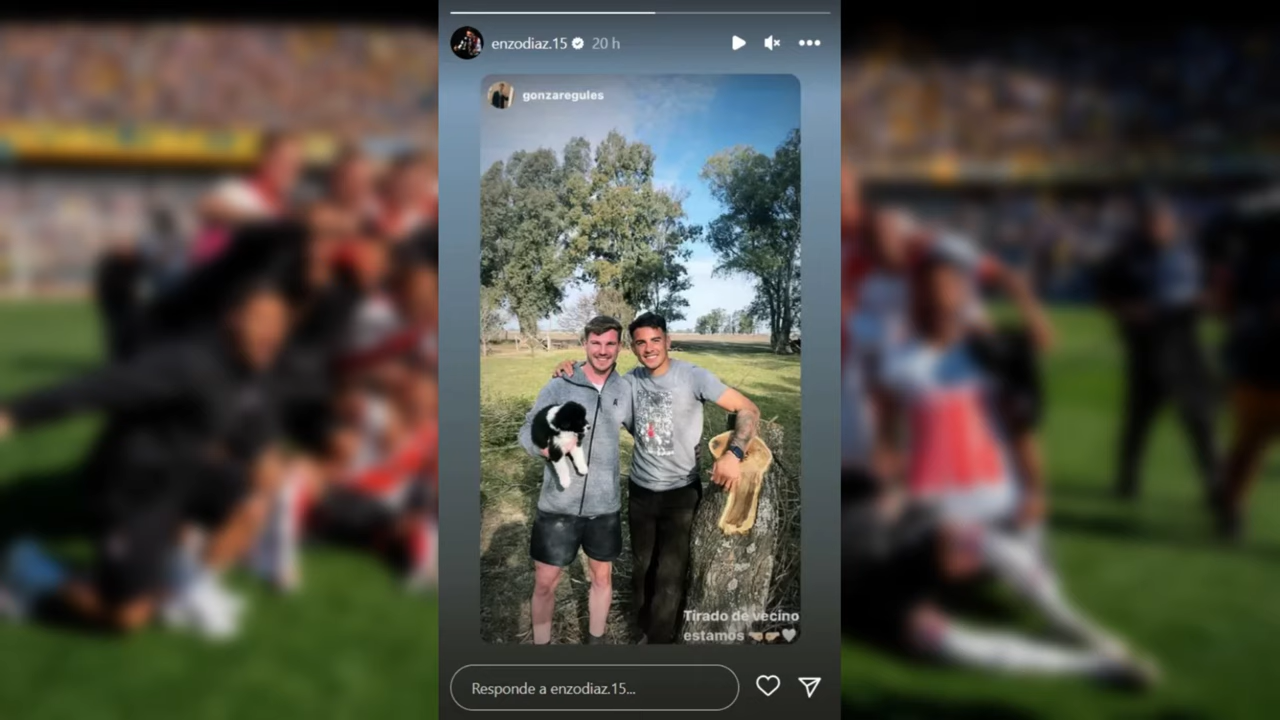 enzodiaz.15 20 h
gonzaregules
Tirado de vecino
estamos
Responde a enzodiaz.15...